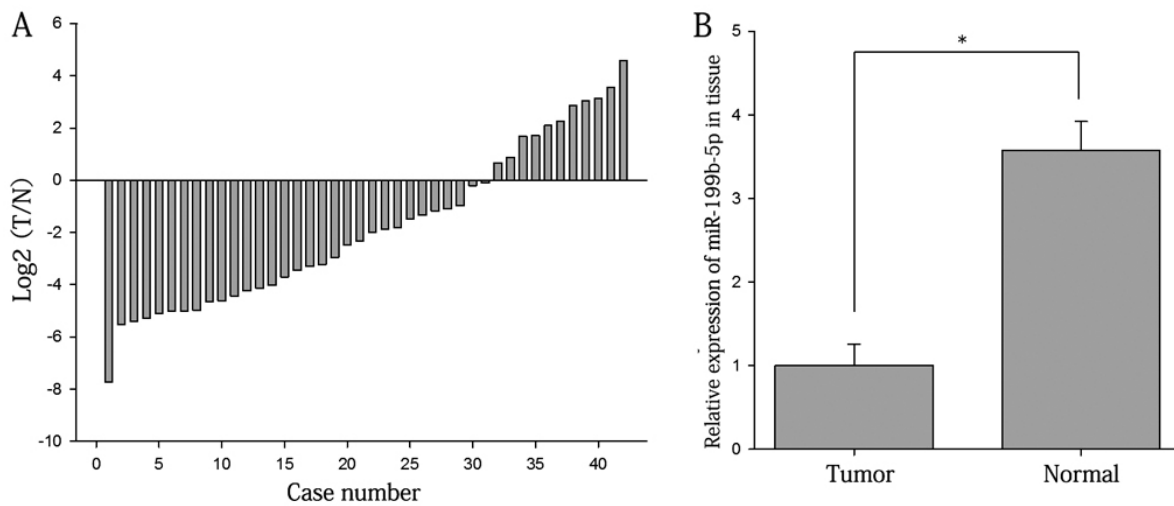 A
6
4
2
0
-2
-4
-6
-8
-10
Log2 (T/N)
0 5 10 15 20 25 30 35 40
Case number
B
5
4
3
2
1
0
Relative expression of miR-199b-5p in tissue
*
Tumor Normal